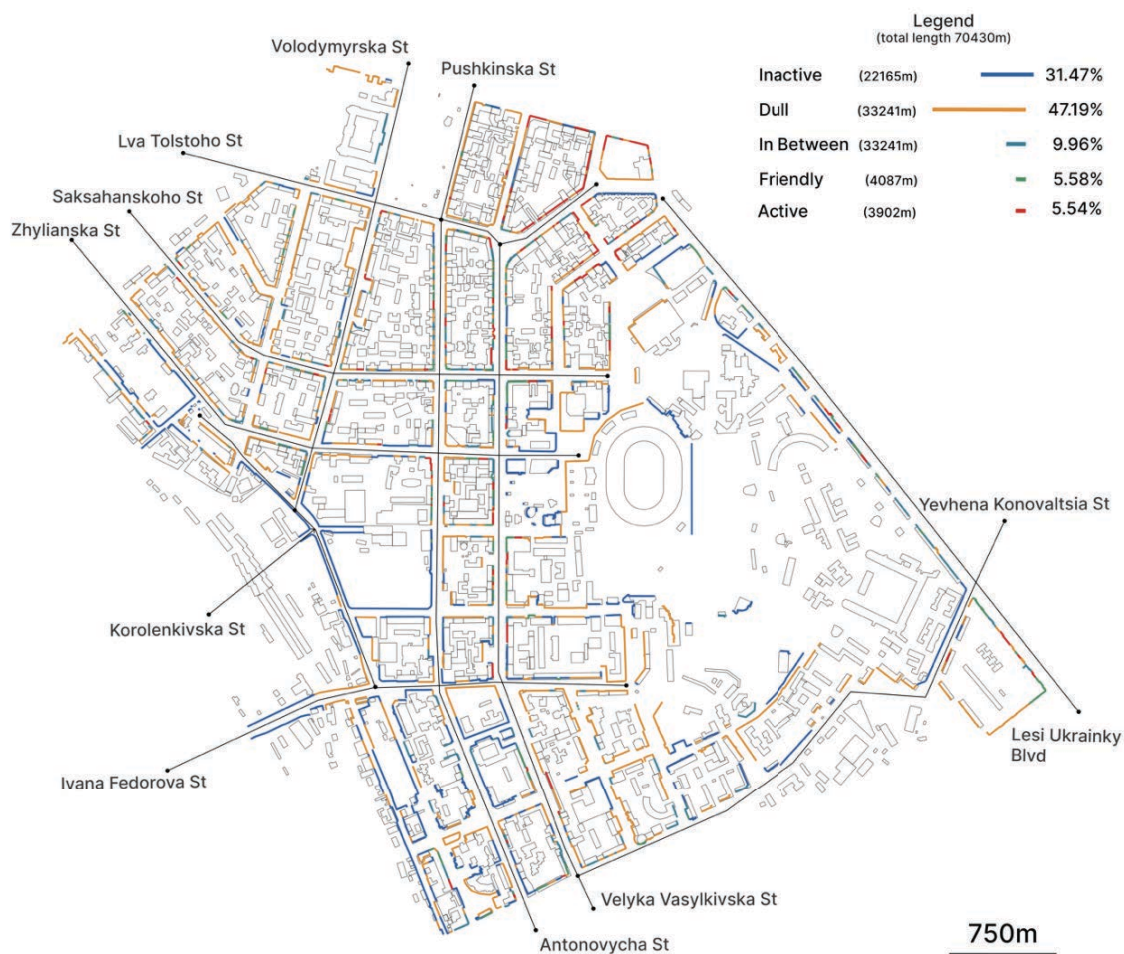 Legend
(total length 70430m)
Inactive (22165m) 31.47%
Dull (33241m) 47.19%
In Between (33241m) 9.96%
Friendly (4087m) 5.58%
Active (3902m) 5.54%
Volodymyrska St
Pushkinska St
Lva Tolstoho St
Saksahanskoho St
Zhylianska St
Yevhena Konovaltsia St
Korolenkivska St
Ivana Fedorova St
Lesi Ukrainky
Blvd
Velyka Vasylkivska St
Antonovycha St
750m